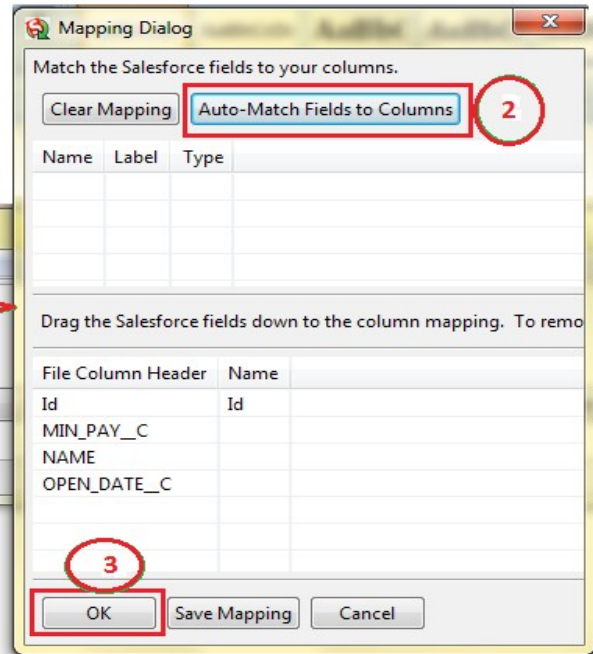 Mapping Dialog
Match the Salesforce fields to your columns.
Clear Mapping Auto-Match Fields to Columns 2
Name Label Type
Drag the Salesforce fields down to the column mapping. To remo
File Column Header Name
Id Id
MIN_PAY__C
NAME
OPEN_DATE__C
3
OK Save Mapping Cancel